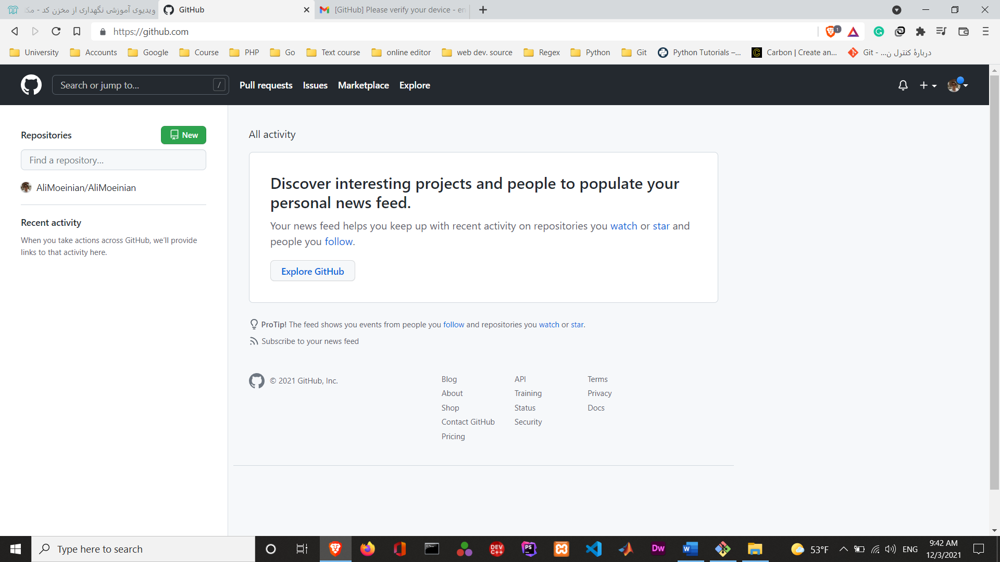 ویدیوی آموزشی نگهداری از مخزن کد - مک
GitHub
[GitHub] Please verify your device - en
https://github.com
1
University
Accounts
Google
Course
PHP
Go
Text course
online editor
web dev. source
Regex
Python
Git
Python Tutorials –...
Carbon | Create an...
Git - ...دربارهٔ کنترل ن
Search or jump to...
/
Pull requests
Issues
Marketplace
Explore
Repositories
New
Find a repository...
AliMoeinian/AliMoeinian
Recent activity
When you take actions across GitHub, we'll provide
links to that activity here.
All activity
Discover interesting projects and people to populate your
personal news feed.
Your news feed helps you keep up with recent activity on repositories you watch or star and
people you follow.
Explore GitHub
ProTip! The feed shows you events from people you follow and repositories you watch or star.
Subscribe to your news feed
© 2021 GitHub, Inc.
Blog
About
Shop
Contact GitHub
Pricing
API
Training
Status
Security
Terms
Privacy
Docs
Type here to search
DEV
C++
PS
Dw
W
53°F
ENG
9:42 AM
12/3/2021